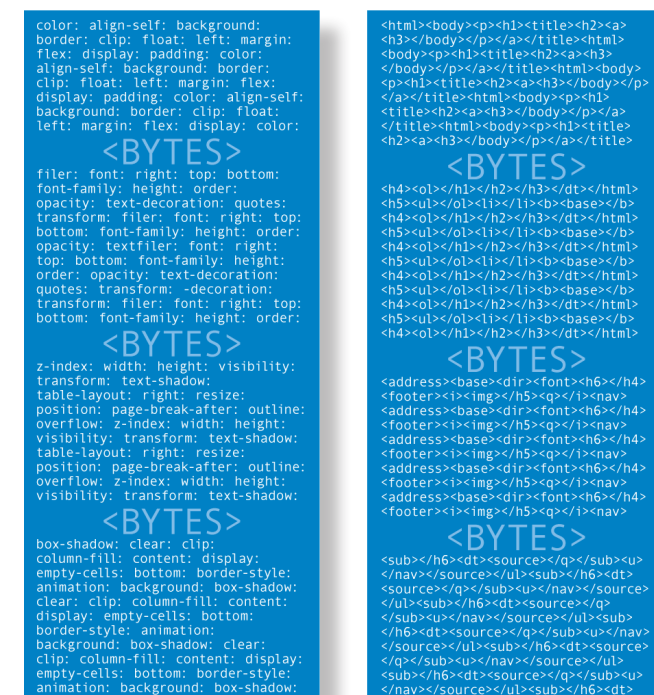 color: align-self: background:
border: clip: float: left: margin:
flex: display: padding: color:
align-self: background: border:
clip: float: left: margin: flex:
display: padding: color: align-self:
background: border: clip: float:
left: margin: flex: display: color:
<BYTES>
filer: font: right: top: bottom:
font-family: height: order:
opacity: text-decoration: quotes:
transform: filer: font: right: top:
bottom: font-family: height: order:
opacity: textfiler: font: right:
top: bottom: font-family: height:
order: opacity: text-decoration:
quotes: transform: -decoration:
transform: filer: font: right: top:
bottom: font-family: height: order:
<BYTES>
z-index: width: height: visibility:
transform: text-shadow:
table-layout: right: resize:
position: page-break-after: outline:
overflow: z-index: width: height:
visibility: transform: text-shadow:
table-layout: right: resize:
position: page-break-after: outline:
overflow: z-index: width: height:
visibility: transform: text-shadow:
<BYTES>
box-shadow: clear: clip:
column-fill: content: display:
empty-cells: bottom: border-style:
animation: background: box-shadow:
clear: clip: column-fill: content:
display: empty-cells: bottom:
border-style: animation:
background: box-shadow: clear:
clip: column-fill: content: display:
empty-cells: bottom: border-style:
animation: background: box-shadow:
<html><body><p><h1><title><h2><a>
<h3></body></p></a></title><html>
<body><p><h1><title><h2><a><h3>
</body></p></a></title><html><body>
<p><h1><title><h2><a><h3></body></p>
</a></title><html><body><p><h1>
<title><h2><a><h3></body></p></a>
</title><html><body><p><h1><title>
<h2><a><h3></body></p></a></title>
<BYTES>
<h4><ol></h1></h2></h3></dt></html>
<h5><ul></ol><li></li><b><base></b>
<h4><ol></h1></h2></h3></dt></html>
<h5><ul></ol><li></li><b><base></b>
<h4><ol></h1></h2></h3></dt></html>
<h5><ul></ol><li></li><b><base></b>
<h4><ol></h1></h2></h3></dt></html>
<h5><ul></ol><li></li><b><base></b>
<h4><ol></h1></h2></h3></dt></html>
<h5><ul></ol><li></li><b><base></b>
<h4><ol></h1></h2></h3></dt></html>
<BYTES>
<address><base><dir><font><h6></h4>
<footer><i><img></h5><q></i><nav>
<address><base><dir><font><h6></h4>
<footer><i><img></h5><q></i><nav>
<address><base><dir><font><h6></h4>
<footer><i><img></h5><q></i><nav>
<address><base><dir><font><h6></h4>
<footer><i><img></h5><q></i><nav>
<address><base><dir><font><h6></h4>
<footer><i><img></h5><q></i><nav>
<BYTES>
<sub></h6><dt><source></q></sub><u>
</nav></source></ul><sub></h6><dt>
<source></q></sub><u></nav></source>
</ul><sub></h6><dt><source></q>
</sub><u></nav></source></ul><sub>
</h6><dt><source></q></sub><u></nav>
</source></ul><sub></h6><dt><source>
</q></sub><u></nav></source></ul>
<sub></h6><dt><source></q></sub><u>
</nav></source></ul><sub></h6><dt>